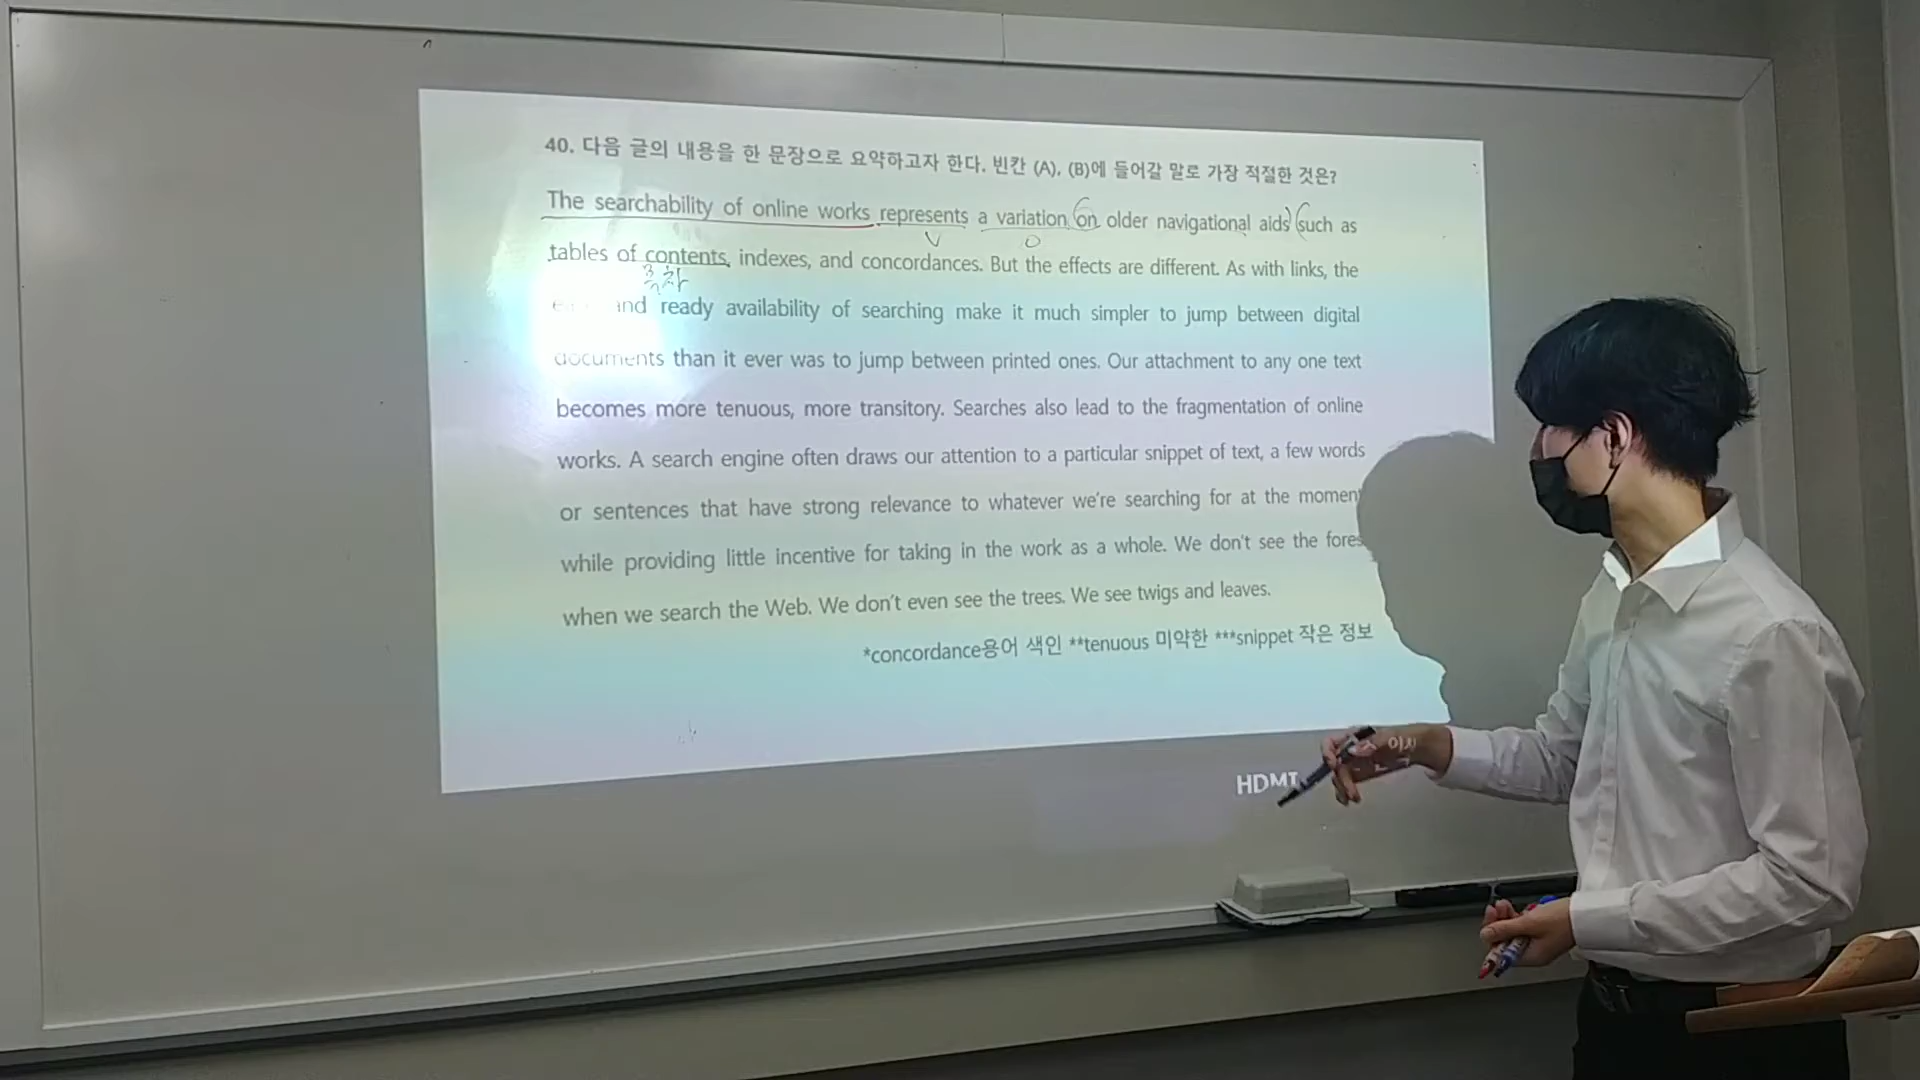 40. 다음 글의 내용을 한 문장으로 요약하고자 한다. 빈칸 (A), (B)에 들어갈 말로 가장 적절한 것은?
The searchability of online works represents a variation on older navigational aids such as
V O
tables of contents, indexes, and concordances. But the effects are different. As with links, the
목차
and ready availability of searching make it much simpler to jump between digital
documents than it ever was to jump between printed ones. Our attachment to any one text
becomes more tenuous, more transitory. Searches also lead to the fragmentation of online
works. A search engine often draws our attention to a particular snippet of text, a few words
or sentences that have strong relevance to whatever we're searching for at the moment
while providing little incentive for taking in the work as a whole. We don't see the fores
when we search the Web. We don't even see the trees. We see twigs and leaves.
*concordance용어 색인 **tenuous 미약한 ***snippet 작은 정보
HDMI